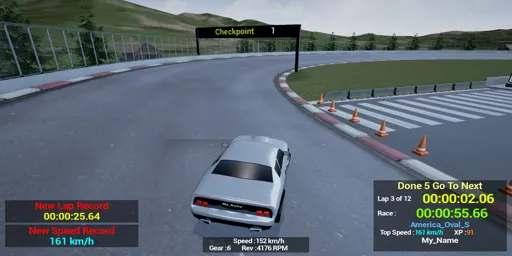 Checkpoint 1
New Lap Record
00:00:25.64
New Speed Record
161 km/h
My_Name
Speed :152 km/h
Gear :6 Rev :4176 RPM
Done 5 Go To Next
Lap 3 of 12 00:00:02.06
Race : 00:00:55.66
America_Oval_S
Top Speed :161 km/h XP :91
My_Name